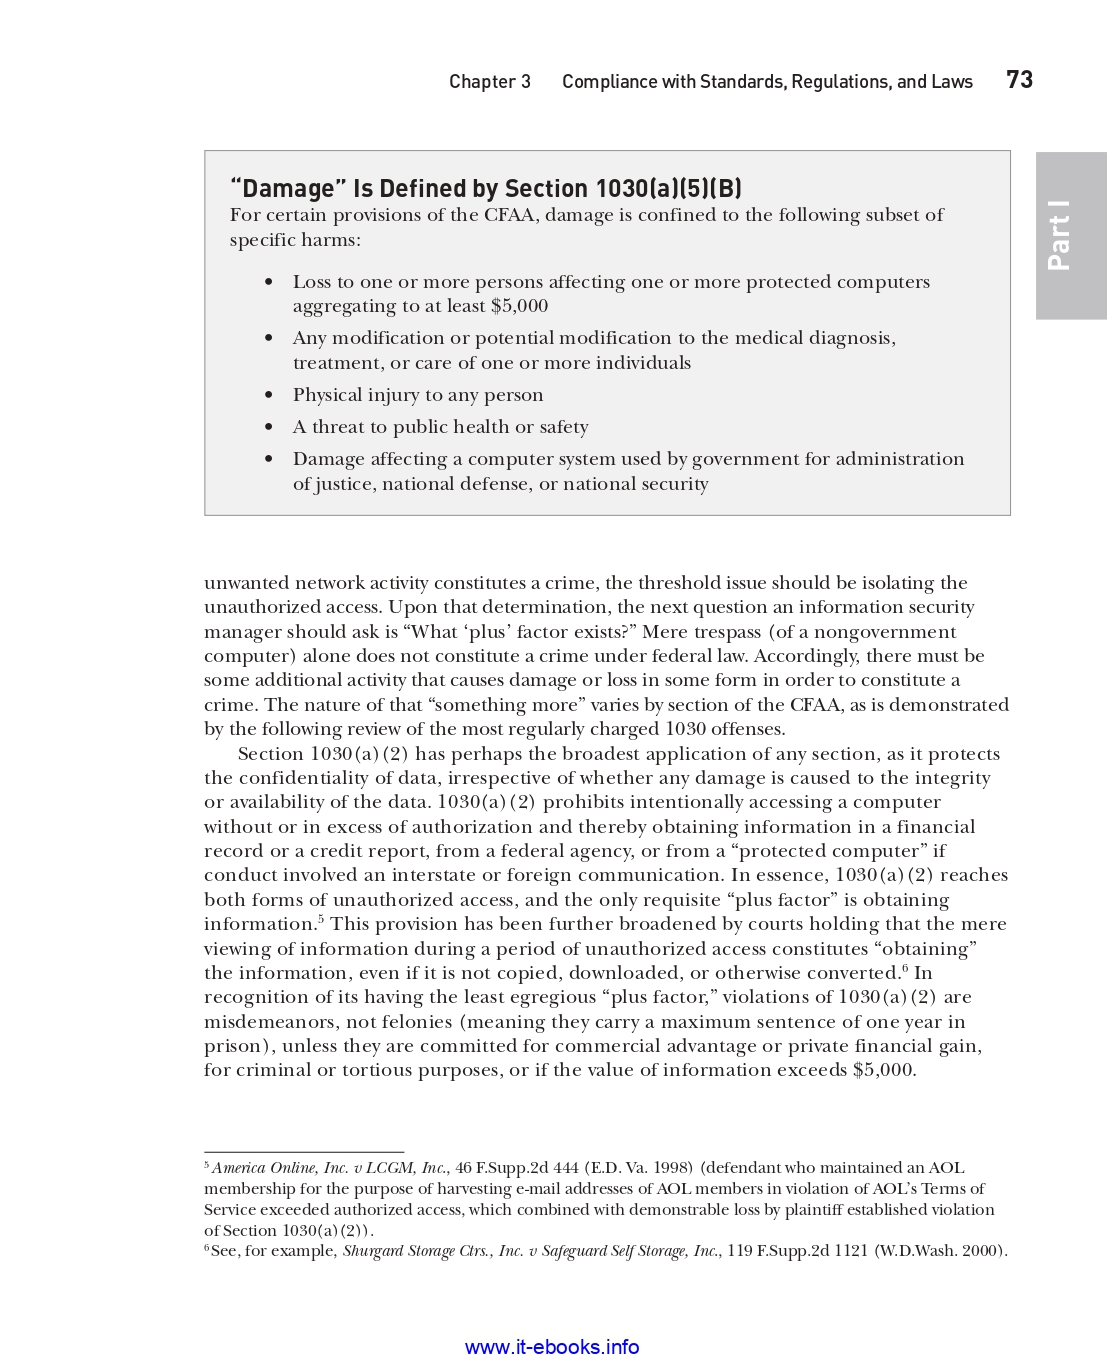 Chapter 3 Compliance with Standards, Regulations, and Laws 73
Part I
“Damage” Is Defined by Section 1030(a)(5)(B)
For certain provisions of the CFAA, damage is confined to the following subset of
specific harms:
• Loss to one or more persons affecting one or more protected computers
aggregating to at least $5,000
• Any modification or potential modification to the medical diagnosis,
treatment, or care of one or more individuals
• Physical injury to any person
• A threat to public health or safety
• Damage affecting a computer system used by government for administration
of justice, national defense, or national security
unwanted network activity constitutes a crime, the threshold issue should be isolating the
unauthorized access. Upon that determination, the next question an information security
manager should ask is “What ‘plus’ factor exists?” Mere trespass (of a nongovernment
computer) alone does not constitute a crime under federal law. Accordingly, there must be
some additional activity that causes damage or loss in some form in order to constitute a
crime. The nature of that “something more” varies by section of the CFAA, as is demonstrated
by the following review of the most regularly charged 1030 offenses.
Section 1030(a)(2) has perhaps the broadest application of any section, as it protects
the confidentiality of data, irrespective of whether any damage is caused to the integrity
or availability of the data. 1030(a)(2) prohibits intentionally accessing a computer
without or in excess of authorization and thereby obtaining information in a financial
record or a credit report, from a federal agency, or from a “protected computer” if
conduct involved an interstate or foreign communication. In essence, 1030(a)(2) reaches
both forms of unauthorized access, and the only requisite “plus factor” is obtaining
information.⁵ This provision has been further broadened by courts holding that the mere
viewing of information during a period of unauthorized access constitutes “obtaining”
the information, even if it is not copied, downloaded, or otherwise converted.⁶ In
recognition of its having the least egregious “plus factor,” violations of 1030(a)(2) are
misdemeanors, not felonies (meaning they carry a maximum sentence of one year in
prison), unless they are committed for commercial advantage or private financial gain,
for criminal or tortious purposes, or if the value of information exceeds $5,000.
⁵ America Online, Inc. v LCGM, Inc., 46 F.Supp.2d 444 (E.D. Va. 1998) (defendant who maintained an AOL
membership for the purpose of harvesting e-mail addresses of AOL members in violation of AOL’s Terms of
Service exceeded authorized access, which combined with demonstrable loss by plaintiff established violation
of Section 1030(a)(2)).
⁶ See, for example, Shurgard Storage Ctrs., Inc. v Safeguard Self Storage, Inc., 119 F.Supp.2d 1121 (W.D.Wash. 2000).
www.it-ebooks.info